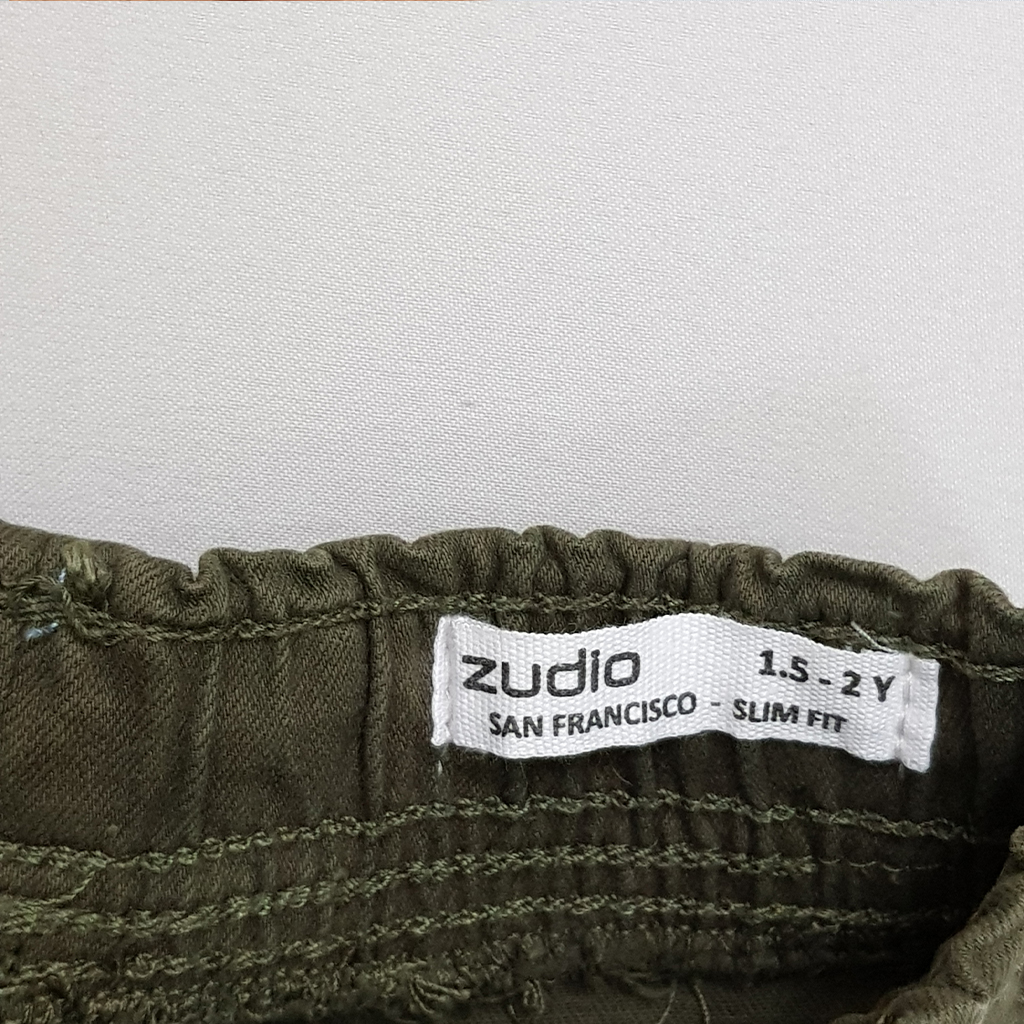 zudio 1.5 - 2 Y
SAN FRANCISCO - SLIM FIT